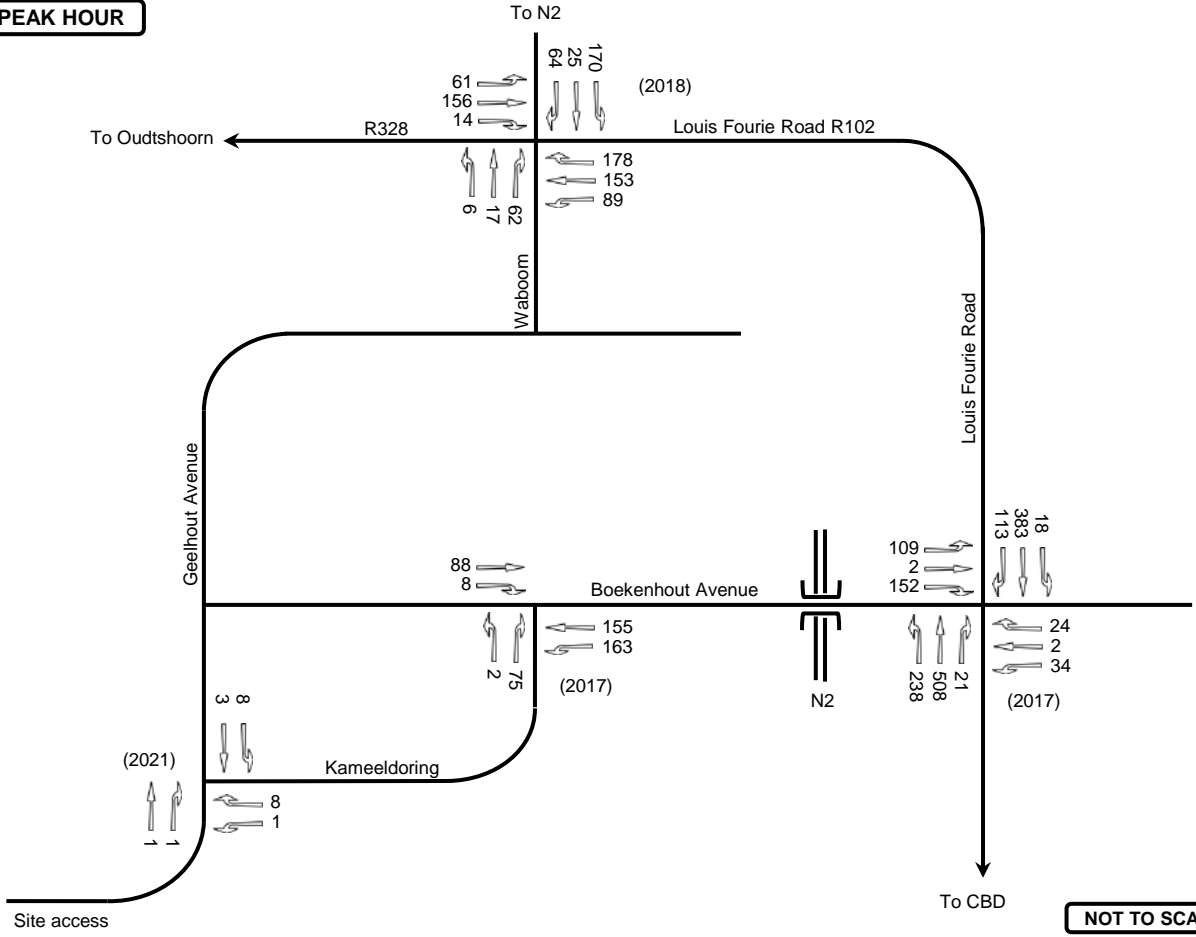 PEAK HOUR
To N2
64
25
170
(2018)
61
156
14
To Oudtshoorn
R328
Louis Fourie Road R102
178
153
89
6
17
62
Waboom
Louis Fourie Road
Geelhout Avenue
113
383
18
109
2
152
88
8
Boekenhout Avenue
155
163
24
2
34
2
75
(2017)
N2
238
508
21
(2017)
3
8
(2021)
Kameeldoring
8
1
1
1
To CBD
Site access
NOT TO SCA